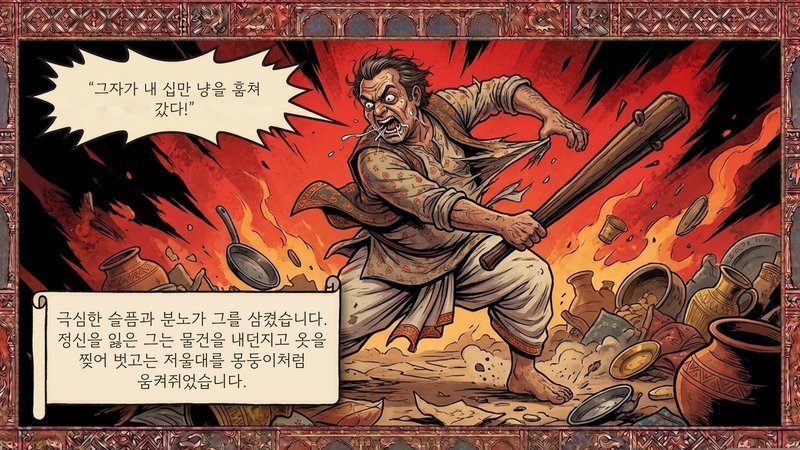 “그자가 내 십만 냥을 훔쳐
갔다!”
극심한 슬픔과 분노가 그를 삼켰습니다.
정신을 잃은 그는 물건을 내던지고 옷을
찢어 벗고는 저울대를 몽둥이처럼
움켜쥐었습니다.